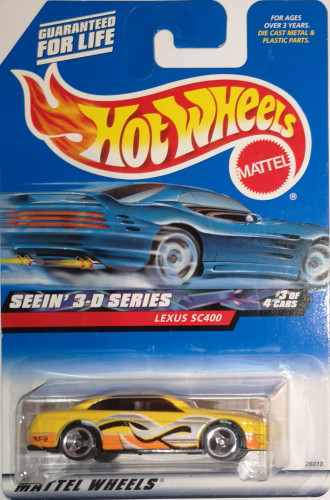 GUARANTEED
FOR LIFE
FOR AGES
OVER 3 YEARS.
DIE CAST METAL &
PLASTIC PARTS.
HOT WHEELS
MATTEL
®
SEEIN' 3-D SERIES
#3 OF
4 CARS
LEXUS SC400
26010
MATTEL WHEELS®